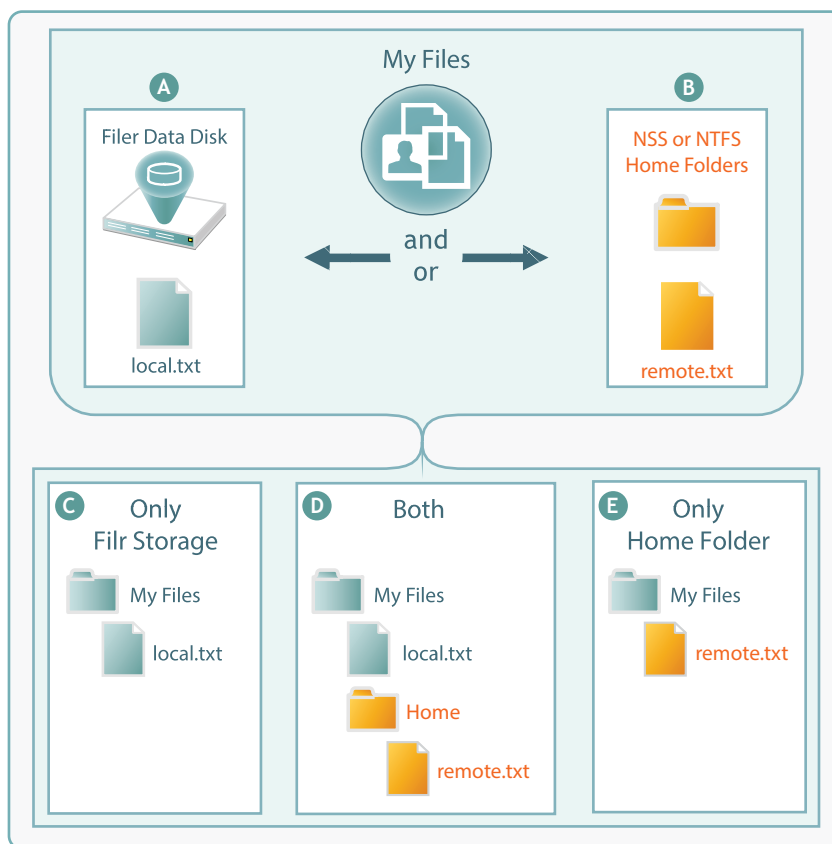 My Files
A
Filer Data Disk
local.txt
and
or
B
NSS or NTFS
Home Folders
remote.txt
C
Only
Filr Storage
My Files
local.txt
D
Both
My Files
local.txt
Home
remote.txt
E
Only
Home Folder
My Files
remote.txt